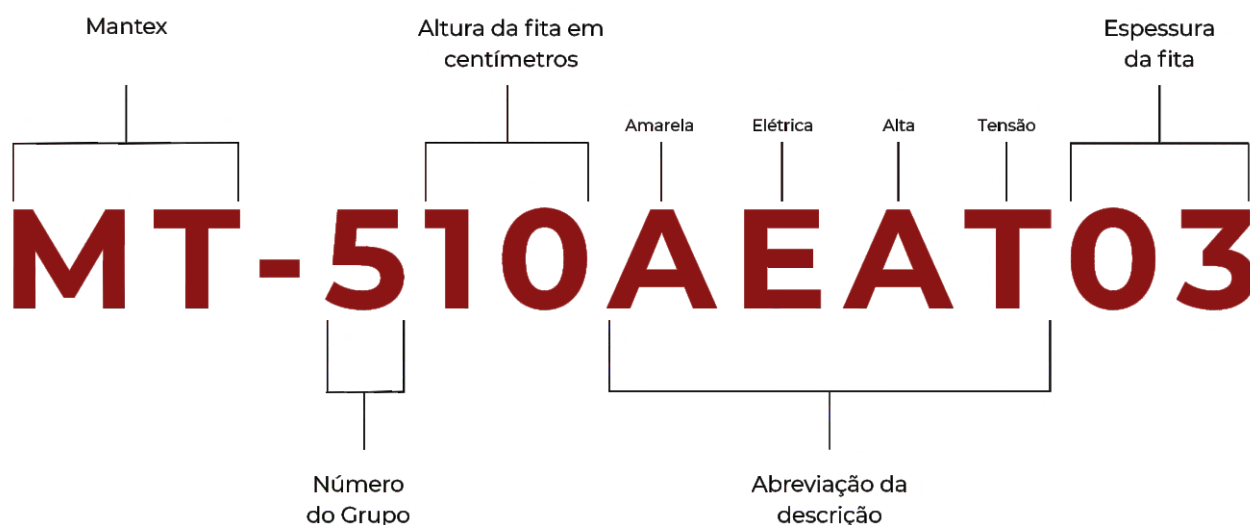 Mantex
Altura da fita em
centímetros
Espessura
da fita
Amarela
Elétrica
Alta
Tensão
MT-510AEAT03
Número
do Grupo
Abreviação da
descrição